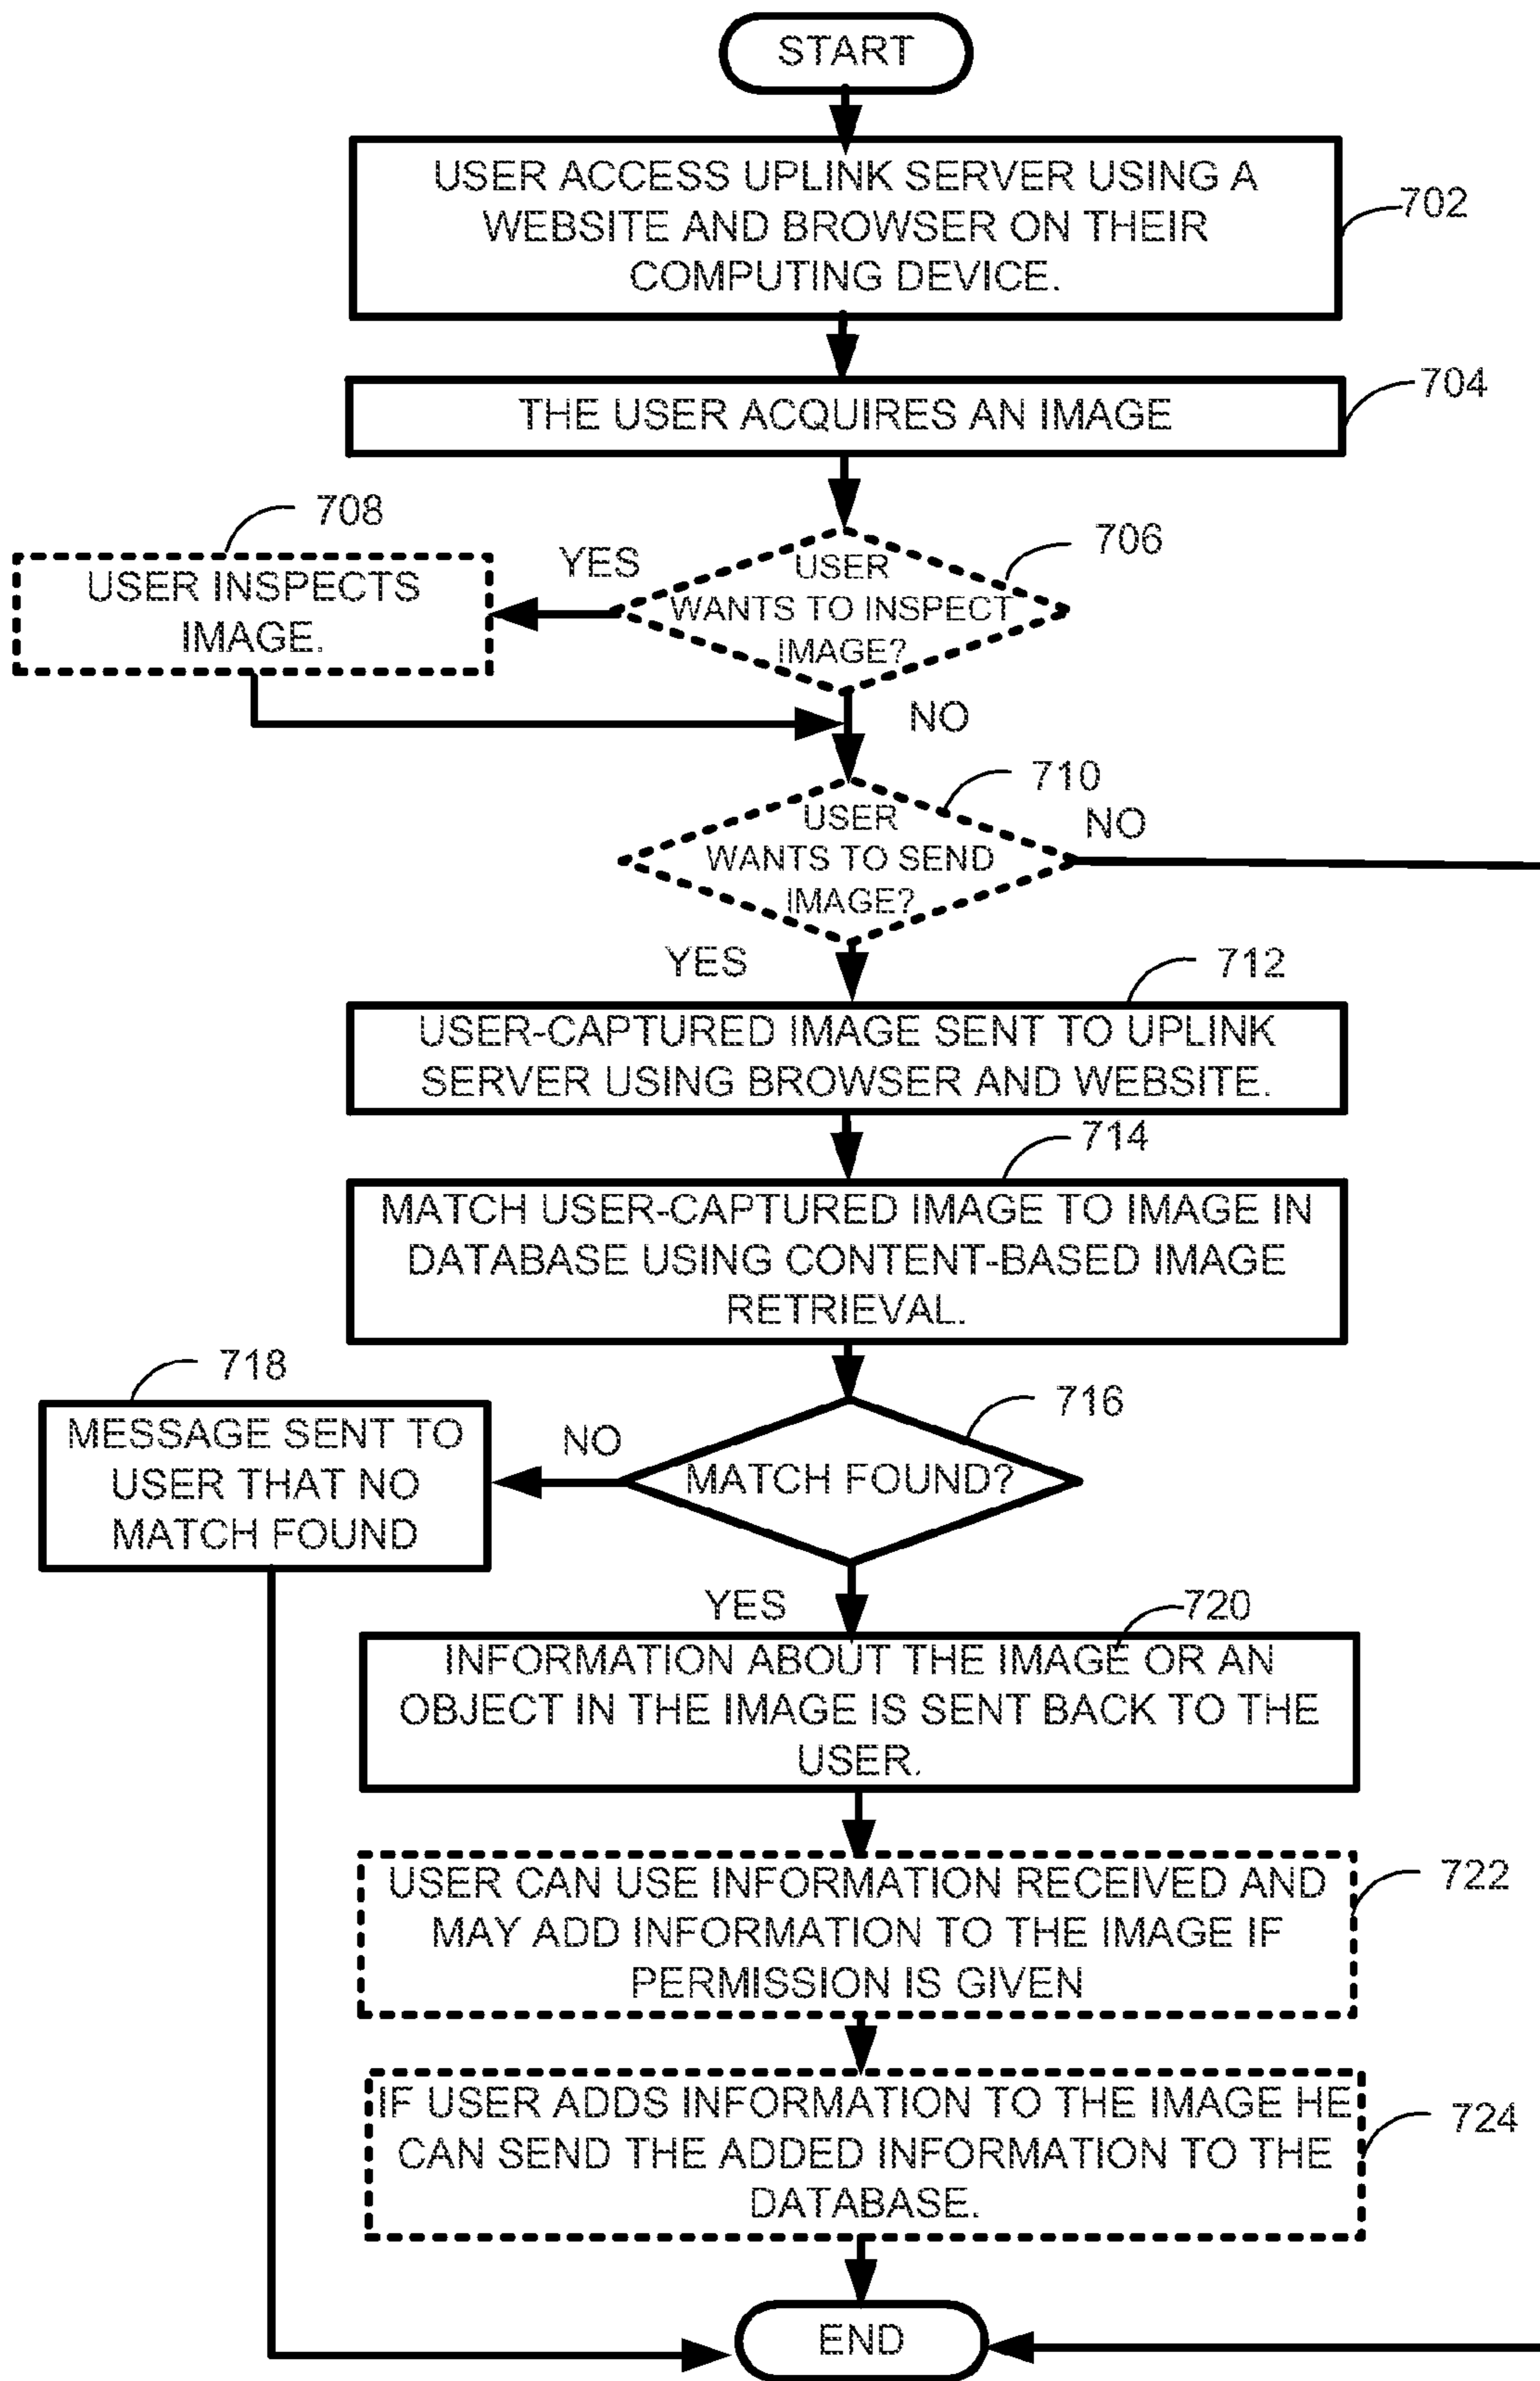 START
USER ACCESS UPLINK SERVER USING A
WEBSITE AND BROWSER ON THEIR
COMPUTING DEVICE.
702
THE USER ACQUIRES AN IMAGE
704
708
USER INSPECTS
IMAGE.
YES
USER
WANTS TO INSPECT
IMAGE?
706
NO
710
USER
WANTS TO SEND
IMAGE?
NO
YES
712
USER-CAPTURED IMAGE SENT TO UPLINK
SERVER USING BROWSER AND WEBSITE.
714
MATCH USER-CAPTURED IMAGE TO IMAGE IN
DATABASE USING CONTENT-BASED IMAGE
RETRIEVAL.
718
MESSAGE SENT TO
USER THAT NO
MATCH FOUND
NO
716
MATCH FOUND?
YES
720
INFORMATION ABOUT THE IMAGE OR AN
OBJECT IN THE IMAGE IS SENT BACK TO THE
USER.
USER CAN USE INFORMATION RECEIVED AND
MAY ADD INFORMATION TO THE IMAGE IF
PERMISSION IS GIVEN
722
IF USER ADDS INFORMATION TO THE IMAGE HE
CAN SEND THE ADDED INFORMATION TO THE
DATABASE.
724
END